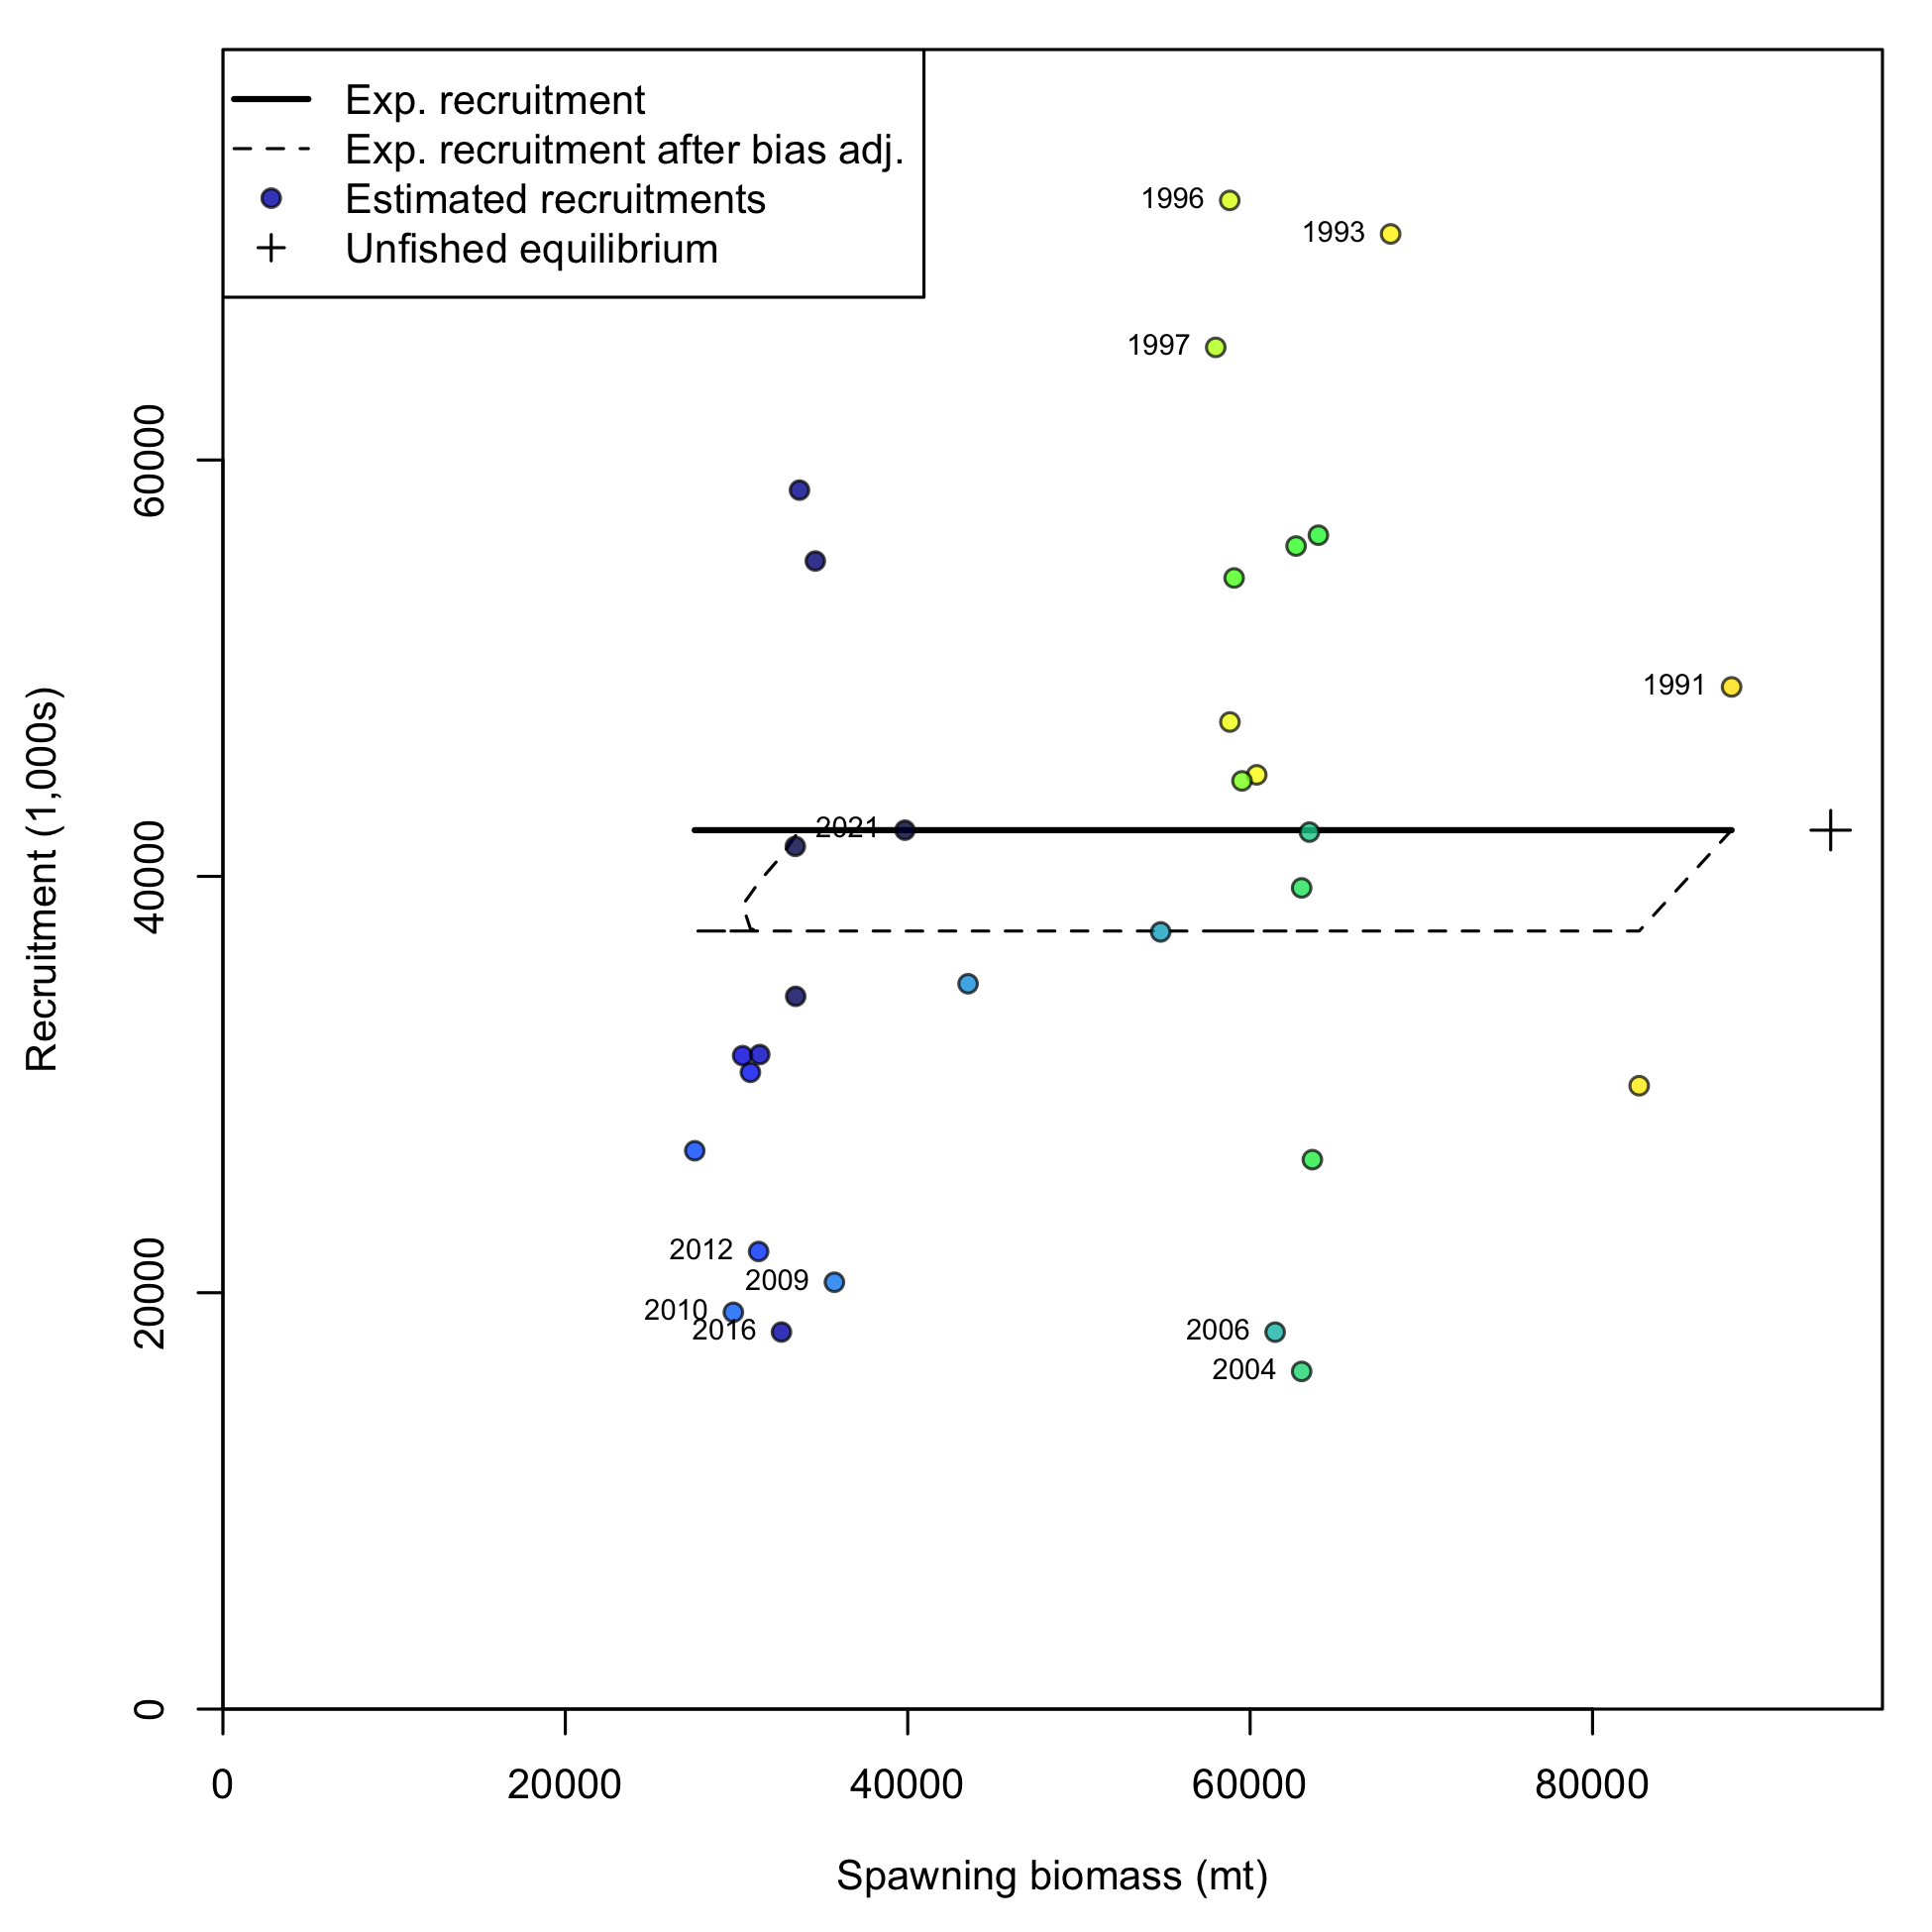 Exp. recruitment
Exp. recruitment after bias adj.
Estimated recruitments
Unfished equilibrium
1996
1993
1997
1991
2021
2012
2009
2010
2016
2006
2004
Recruitment (1,000s)
60000
40000
20000
0
0 20000 40000 60000 80000
Spawning biomass (mt)